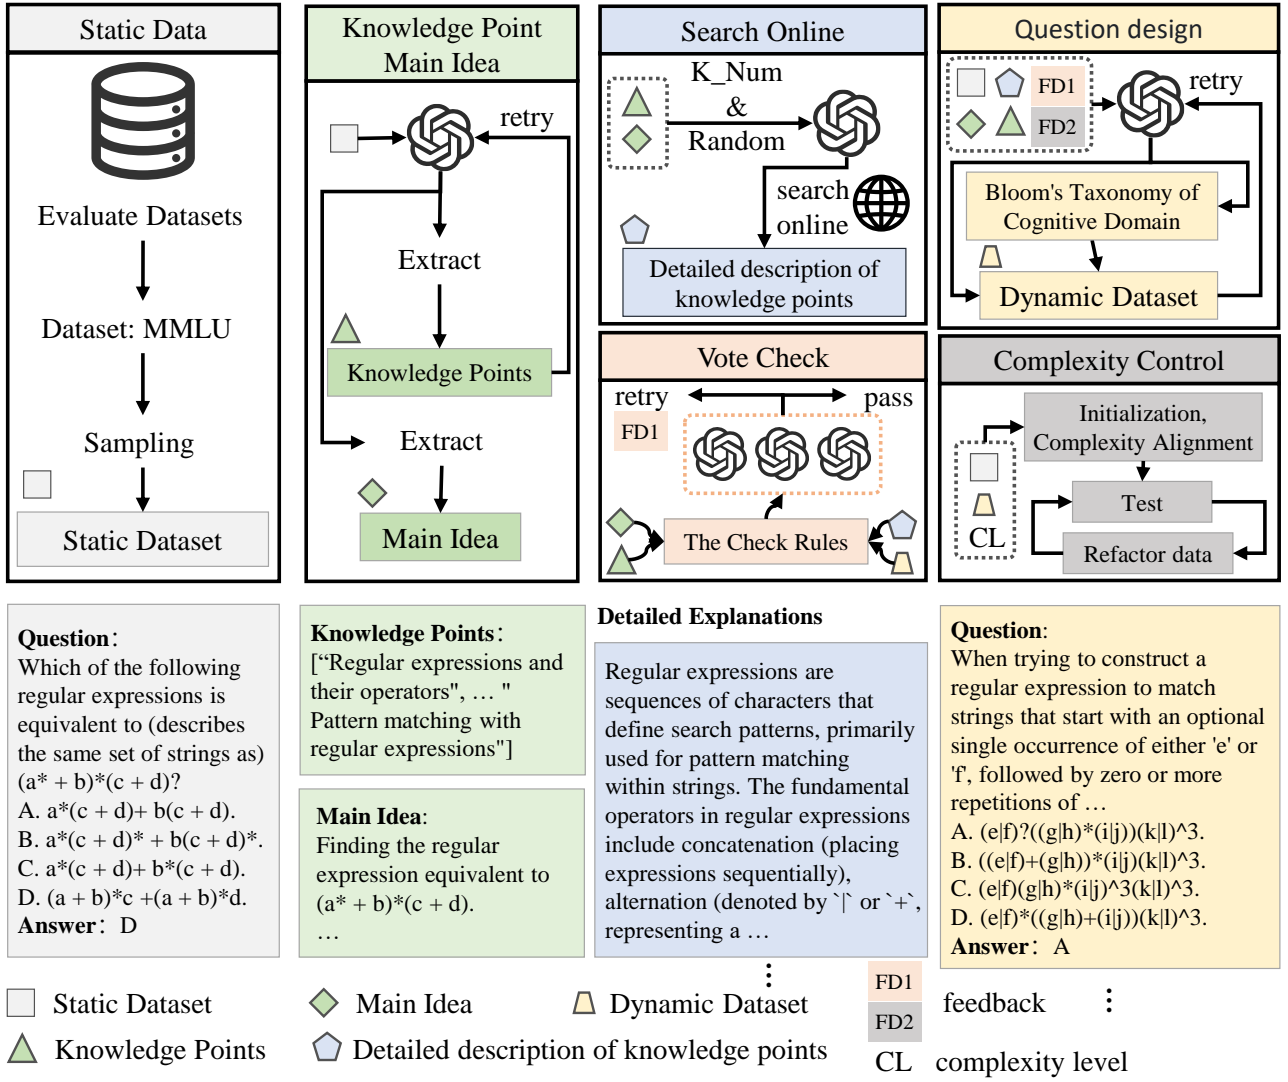 Static Data
Evaluate Datasets
Dataset: MMLU
Sampling
Static Dataset
Knowledge Point
Main Idea
retry
Extract
Knowledge Points
Extract
Main Idea
Search Online
K_Num
&
Random
search
online
Detailed description of
knowledge points
Question design
FD1
FD2
retry
Bloom's Taxonomy of
Cognitive Domain
Dynamic Dataset
Vote Check
retry
pass
FD1
The Check Rules
Complexity Control
Initialization,
Complexity Alignment
Test
CL
Refactor data
Question:
Which of the following
regular expressions is
equivalent to (describes
the same set of strings as)
(a* + b)*(c + d)?
A. a*(c + d)+ b(c + d).
B. a*(c + d)* + b(c + d)*.
C. a*(c + d)+ b*(c + d).
D. (a + b)*c +(a + b)*d.
Answer: D
Knowledge Points:
[“Regular expressions and
their operators", … "
Pattern matching with
regular expressions"]
Main Idea:
Finding the regular
expression equivalent to
(a* + b)*(c + d).
…
Detailed Explanations
Regular expressions are
sequences of characters that
define search patterns, primarily
used for pattern matching
within strings. The fundamental
operators in regular expressions
include concatenation (placing
expressions sequentially),
alternation (denoted by `|` or `+`,
representing a …
Question:
When trying to construct a
regular expression to match
strings that start with an optional
single occurrence of either 'e' or
'f', followed by zero or more
repetitions of …
A. (e|f)?((g|h)*(i|j))(k|l)^3.
B. ((e|f)+(g|h))*(i|j)(k|l)^3.
C. (e|f)(g|h)*(i|j)^3(k|l)^3.
D. (e|f)*((g|h)+(i|j))(k|l)^3.
Answer: A
Static Dataset
Main Idea
Dynamic Dataset
FD1
FD2
feedback
Knowledge Points
Detailed description of knowledge points
CL complexity level